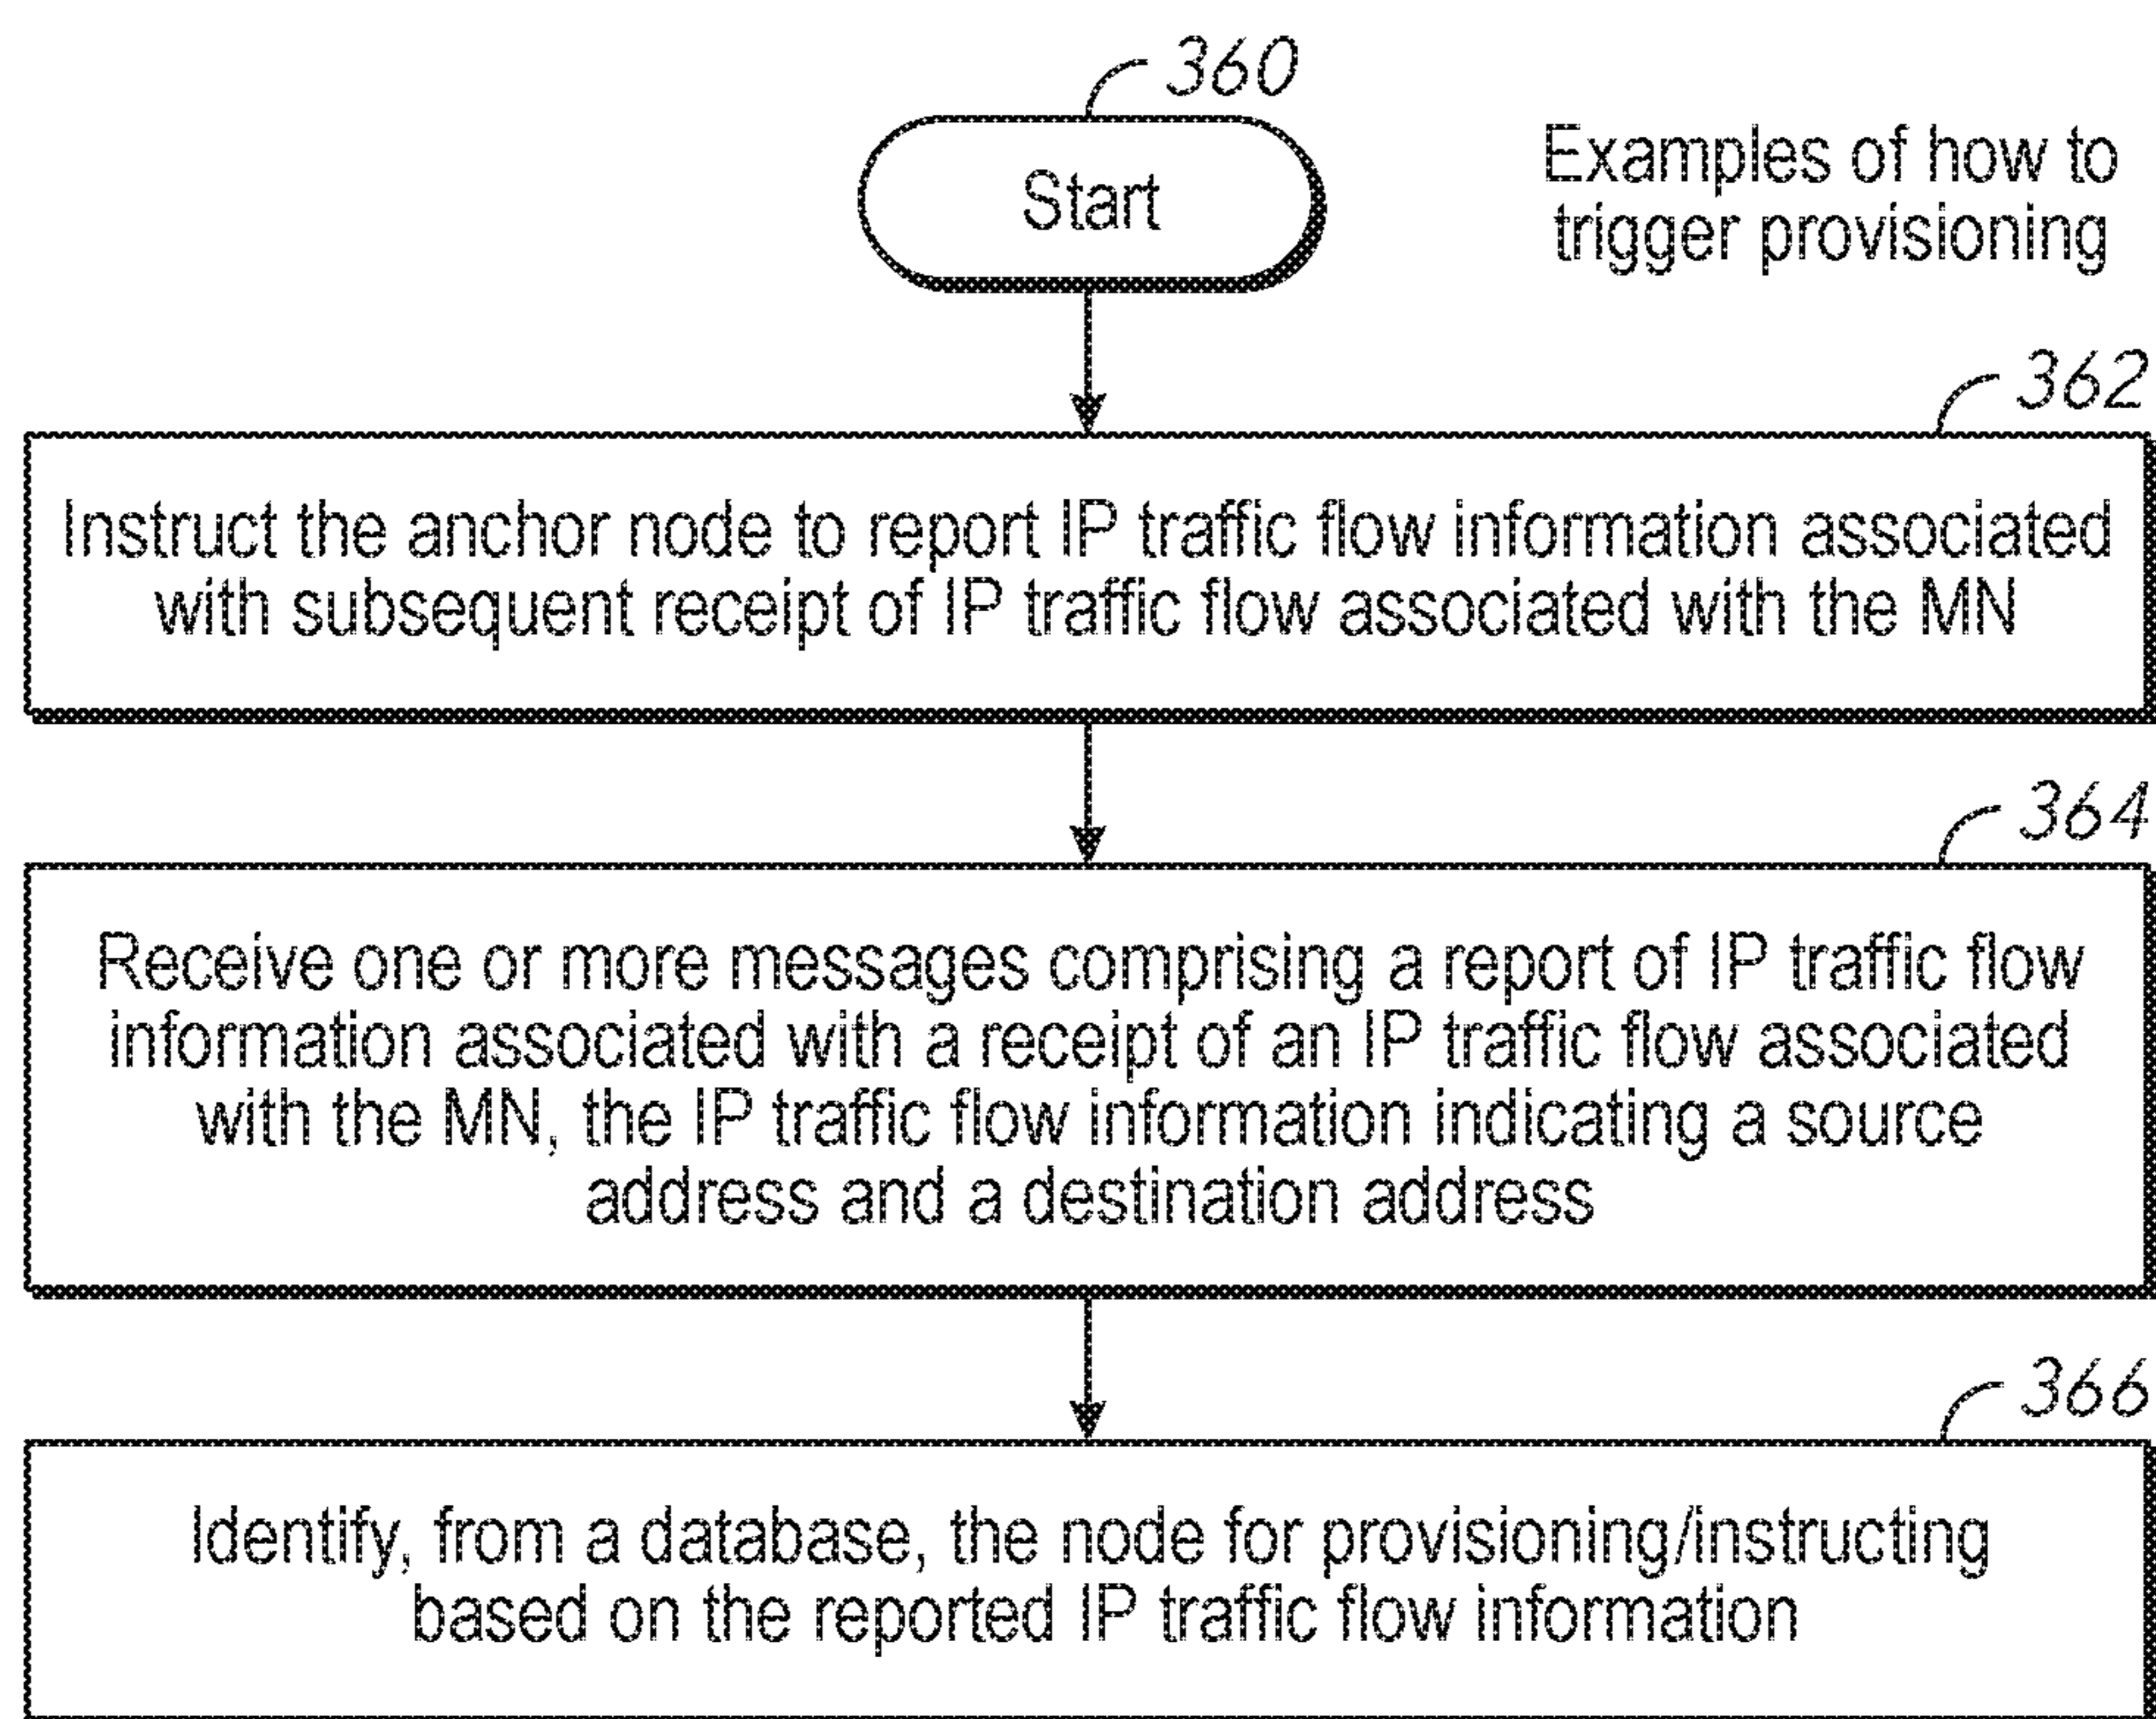 360
Start
Examples of how to
trigger provisioning
362
Instruct the anchor node to report IP traffic flow information associated
with subsequent receipt of IP traffic flow associated with the MN
364
Receive one or more messages comprising a report of IP traffic flow
information associated with a receipt of an IP traffic flow associated
with the MN, the IP traffic flow information indicating a source
address and a destination address
366
Identify, from a database, the node for provisioning/instructing
based on the reported IP traffic flow information